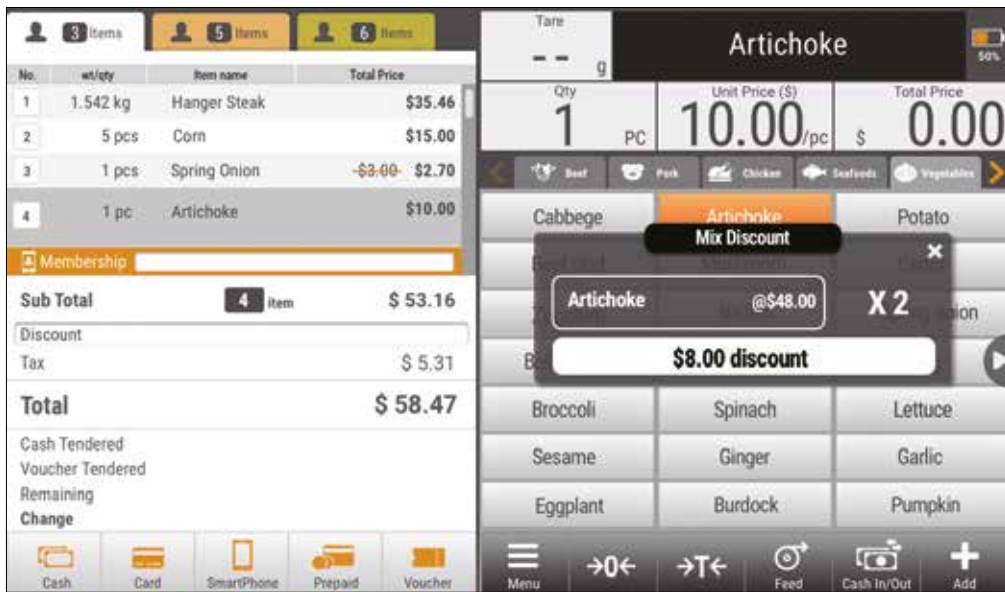 3 Items
5 Items
6 Items
No. wt/qty Item name Total Price
1 1.542 kg Hanger Steak $35.46
2 5 pcs Corn $15.00
3 1 pcs Spring Onion $3.00 $2.70
4 1 pc Artichoke $10.00
Membership
Sub Total 4 item $ 53.16
Discount
Tax $ 5.31
Total $ 58.47
Cash Tendered
Voucher Tendered
Remaining
Change
Cash Card SmartPhone Prepaid Voucher
Tare
-- g
Artichoke
50%
Qty
1 PC
Unit Price ($)
10.00/pc
Total Price
$ 0.00
Beef Pork Chicken Seafoods Vegetables
Cabbege Artichoke Potato
Mix Discount
×
Artichoke @$48.00 X 2
$8.00 discount
Broccoli Spinach Lettuce
Sesame Ginger Garlic
Eggplant Burdock Pumpkin
Menu →0← →T← Feed Cash In/Out Add